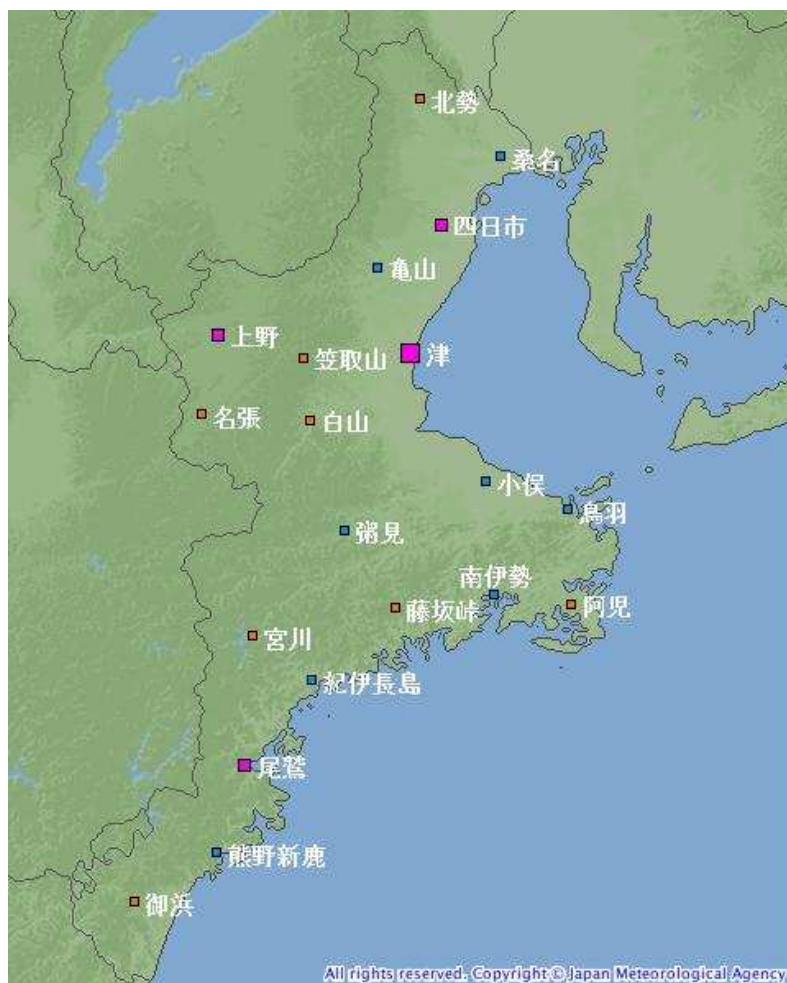 北勢
桑名
四日市
亀山
上野
笠取山
津
名張
白山
小俣
鳥羽
粥見
南伊勢
藤坂峠
阿児
宮川
紀伊長島
尾鷲
熊野新鹿
御浜
All rights reserved. Copyright © Japan Meteorological Agency